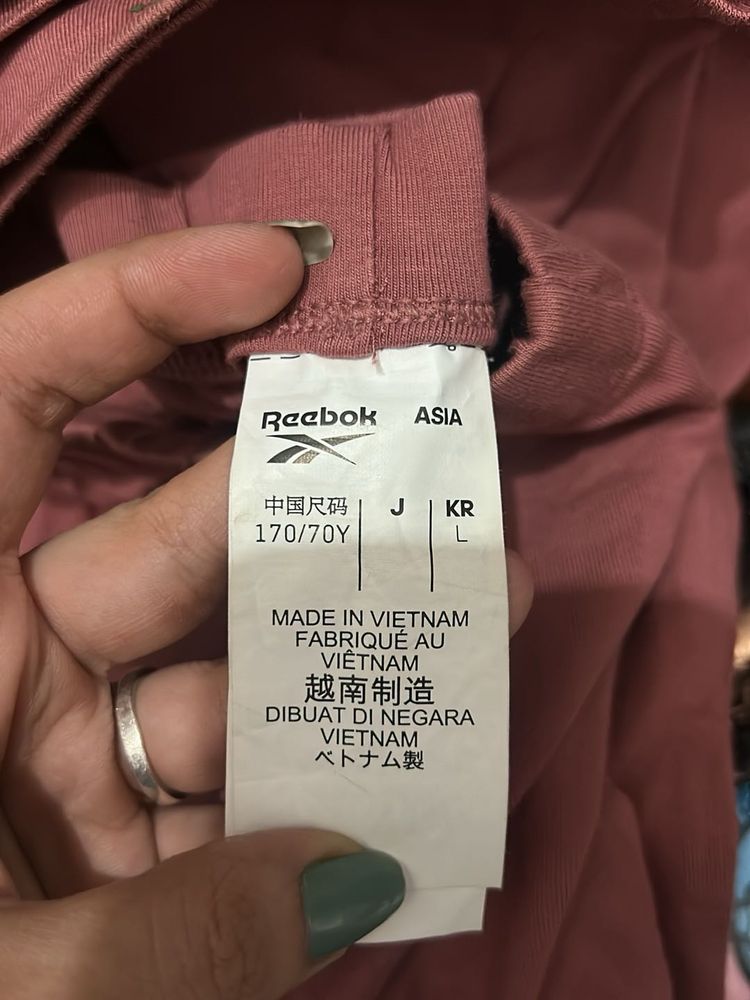 Reebok ASIA
中国尺码 J KR
170/70Y L
MADE IN VIETNAM
FABRIQUÉ AU
VIÊTNAM
越南制造
DIBUAT DI NEGARA
VIETNAM
ベトナム製